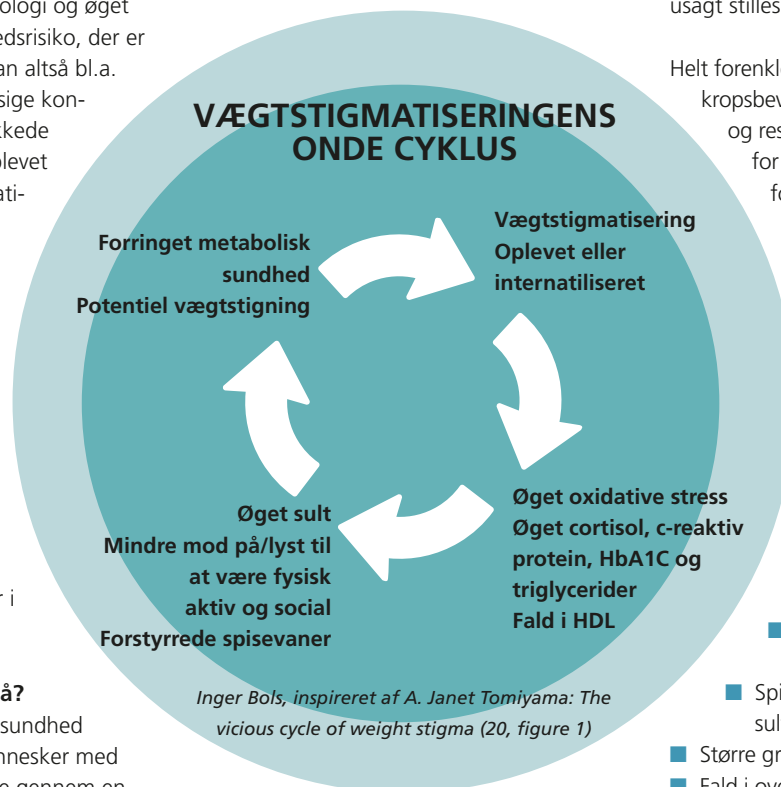 ologi og øget
edsrisiko, der er
an altså bl.a.
sige kon-
kkede
plevet
ati-
r i
å?
sundhed
nnesker med
e gennem en
VÆGTSTIGMATISERINGENS
ONDE CYKLUS
Vægtstigmatisering
Oplevet eller
internatiliseret
Øget oxidative stress
Øget cortisol, c-reaktiv
protein, HbA1C og
triglycerider
Fald i HDL
Øget sult
Mindre mod på/lyst til
at være fysisk
aktiv og social
Forstyrrede spisevaner
Forringet metabolisk
sundhed
Potentiel vægtstigning
Inger Bols, inspireret af A. Janet Tomiyama: The
vicious cycle of weight stigma (20, figure 1)
usagt stilles
Helt forenkle
kropsbev
og res
for
fo
■
■ Spi
sul
■ Større gr
■ Fald i ove